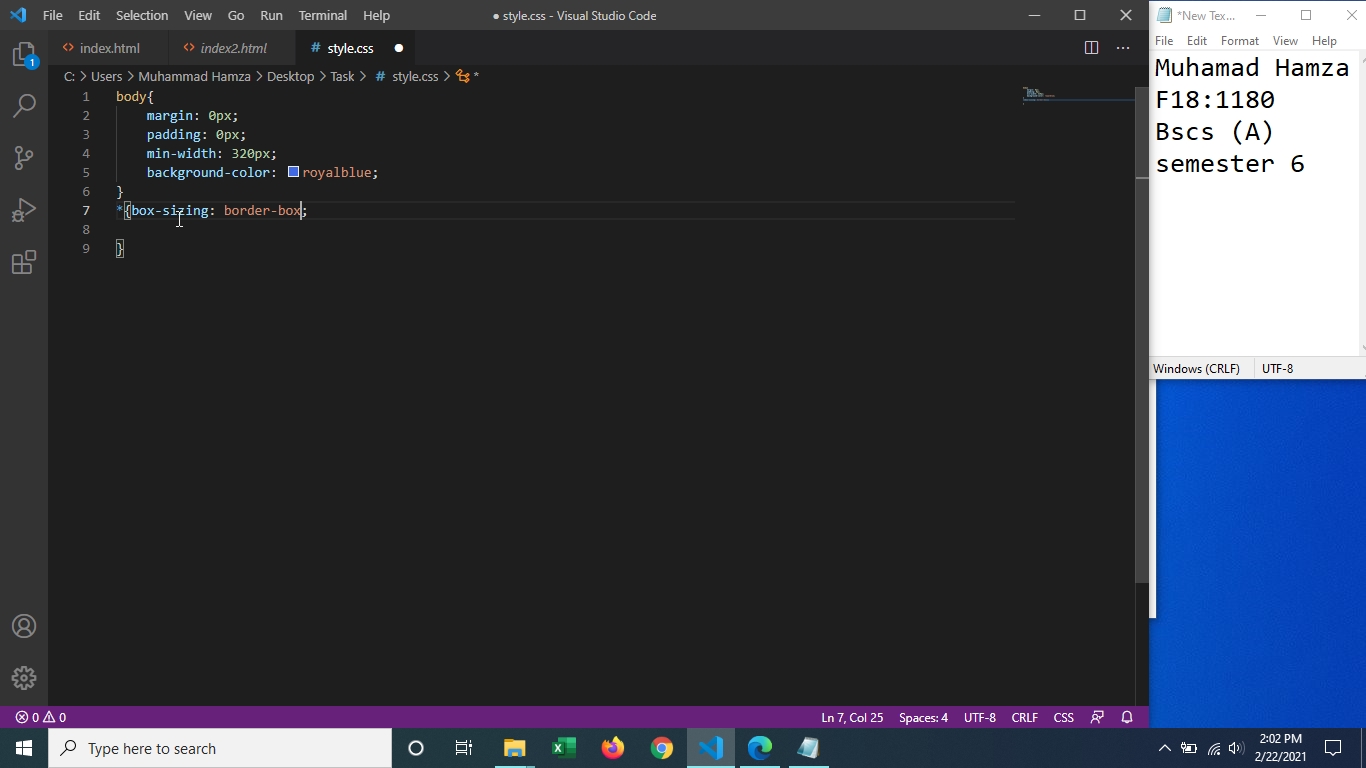 File Edit Selection View Go Run Terminal Help ● style.css - Visual Studio Code
*New Tex...
index.html index2.html # style.css ●
File Edit Format View Help
C: > Users > Muhammad Hamza > Desktop > Task > # style.css > *
1 body{
2 margin: 0px;
3 padding: 0px;
4 min-width: 320px;
5 background-color: royalblue;
6 }
7 *{box-sizing: border-box;
8
9 }
1
Muhamad Hamza
F18:1180
Bscs (A)
semester 6
Windows (CRLF) UTF-8
0 0 Ln 7, Col 25 Spaces: 4 UTF-8 CRLF CSS
Type here to search
2:02 PM
2/22/2021